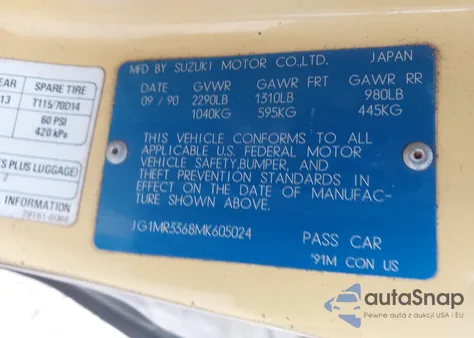 EAR SPARE TIRE
13 T115/70D14
60 PSI
420 kPa
TS PLUS LUGGAGE)
INFORMATION
MFD BY SUZUKI MOTOR CO.,LTD. JAPAN
DATE GVWR GAWR FRT GAWR RR
09/90 2290LB 1310LB 980LB
1040KG 595KG 445KG
THIS VEHICLE CONFORMS TO ALL
APPLICABLE U.S. FEDERAL MOTOR
VEHICLE SAFETY,BUMPER, AND
THEFT PREVENTION STANDARDS IN
EFFECT ON THE DATE OF MANUFAC-
TURE SHOWN ABOVE.
JG1MR3368MK605024 PASS CAR
'91M CON US
autoSnap
Pewne auta z aukcji USA i EU